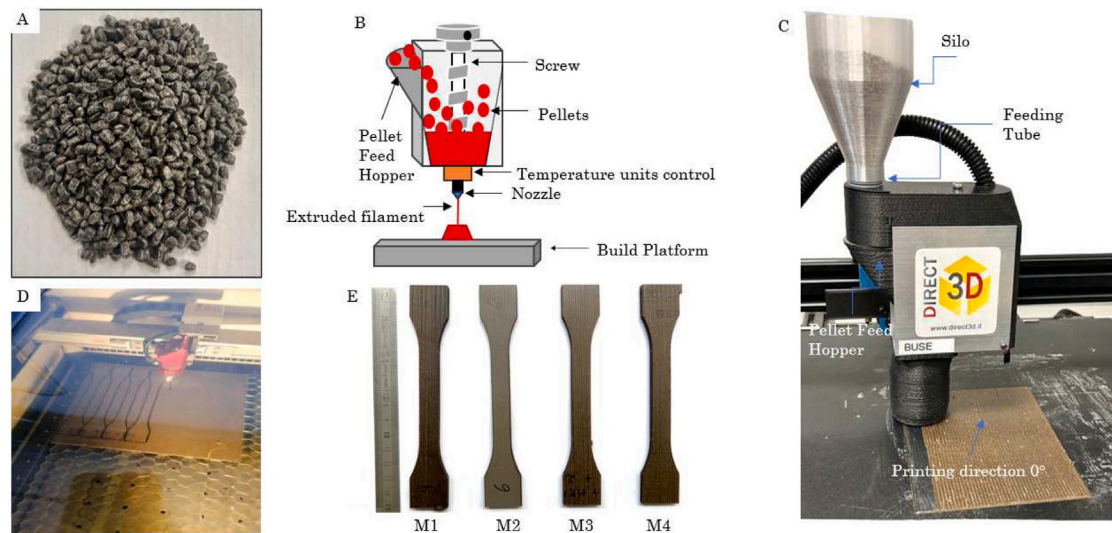 A
B
Screw
Pellets
Pellet
Feed
Hopper
Temperature units control
Nozzle
Extruded filament
Build Platform
C
Silo
Feeding
Tube
DIRECT
3D
www.direct3d.it
BUSE
Pellet Feed
Hopper
Printing direction 0°
D
E
6
M1
M2
M3
M4